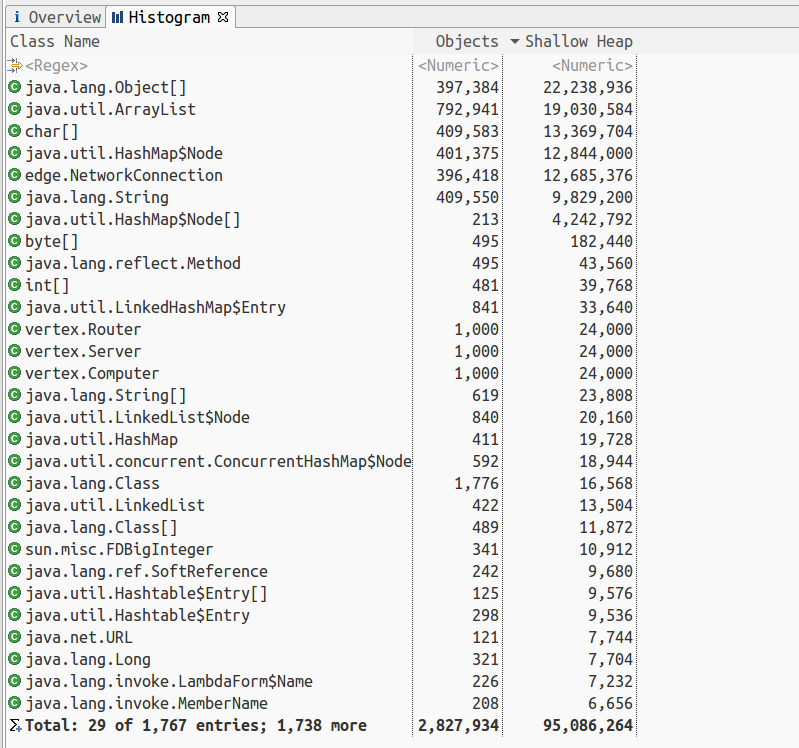 i Overview Histogram
Class Name Objects Shallow Heap
<Regex> <Numeric> <Numeric>
java.lang.Object[] 397,384 22,238,936
java.util.ArrayList 792,941 19,030,584
char[] 409,583 13,369,704
java.util.HashMap$Node 401,375 12,844,000
edge.NetworkConnection 396,418 12,685,376
java.lang.String 409,550 9,829,200
java.util.HashMap$Node[] 213 4,242,792
byte[] 495 182,440
java.lang.reflect.Method 495 43,560
int[] 481 39,768
java.util.LinkedHashMap$Entry 841 33,640
vertex.Router 1,000 24,000
vertex.Server 1,000 24,000
vertex.Computer 1,000 24,000
java.lang.String[] 619 23,808
java.util.LinkedList$Node 840 20,160
java.util.HashMap 411 19,728
java.util.concurrent.ConcurrentHashMap$Node 592 18,944
java.lang.Class 1,776 16,568
java.util.LinkedList 422 13,504
java.lang.Class[] 489 11,872
sun.misc.FDBigInteger 341 10,912
java.lang.ref.SoftReference 242 9,680
java.util.Hashtable$Entry[] 125 9,576
java.util.Hashtable$Entry 298 9,536
java.net.URL 121 7,744
java.lang.Long 321 7,704
java.lang.invoke.LambdaForm$Name 226 7,232
java.lang.invoke.MemberName 208 6,656
Total: 29 of 1,767 entries; 1,738 more 2,827,934 95,086,264